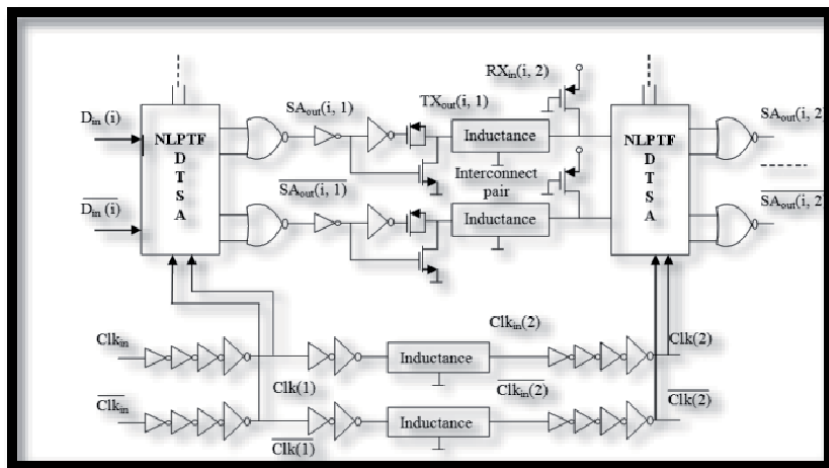 RXin(i, 2)
Din (i)
SAout(i, 1)
TXout(i, 1)
SAout(i, 2
NLPTF
D
T
S
A
Inductance
NLPTF
D
T
S
A
SAout(i, 1)
Interconnect
pair
Din (i)
Inductance
SAout(i, 2
Clkin
Clkin(2)
Clk(2)
Inductance
Clkin
Clk(1)
Clkin(2)
Clk(2)
Inductance
Clk(1)